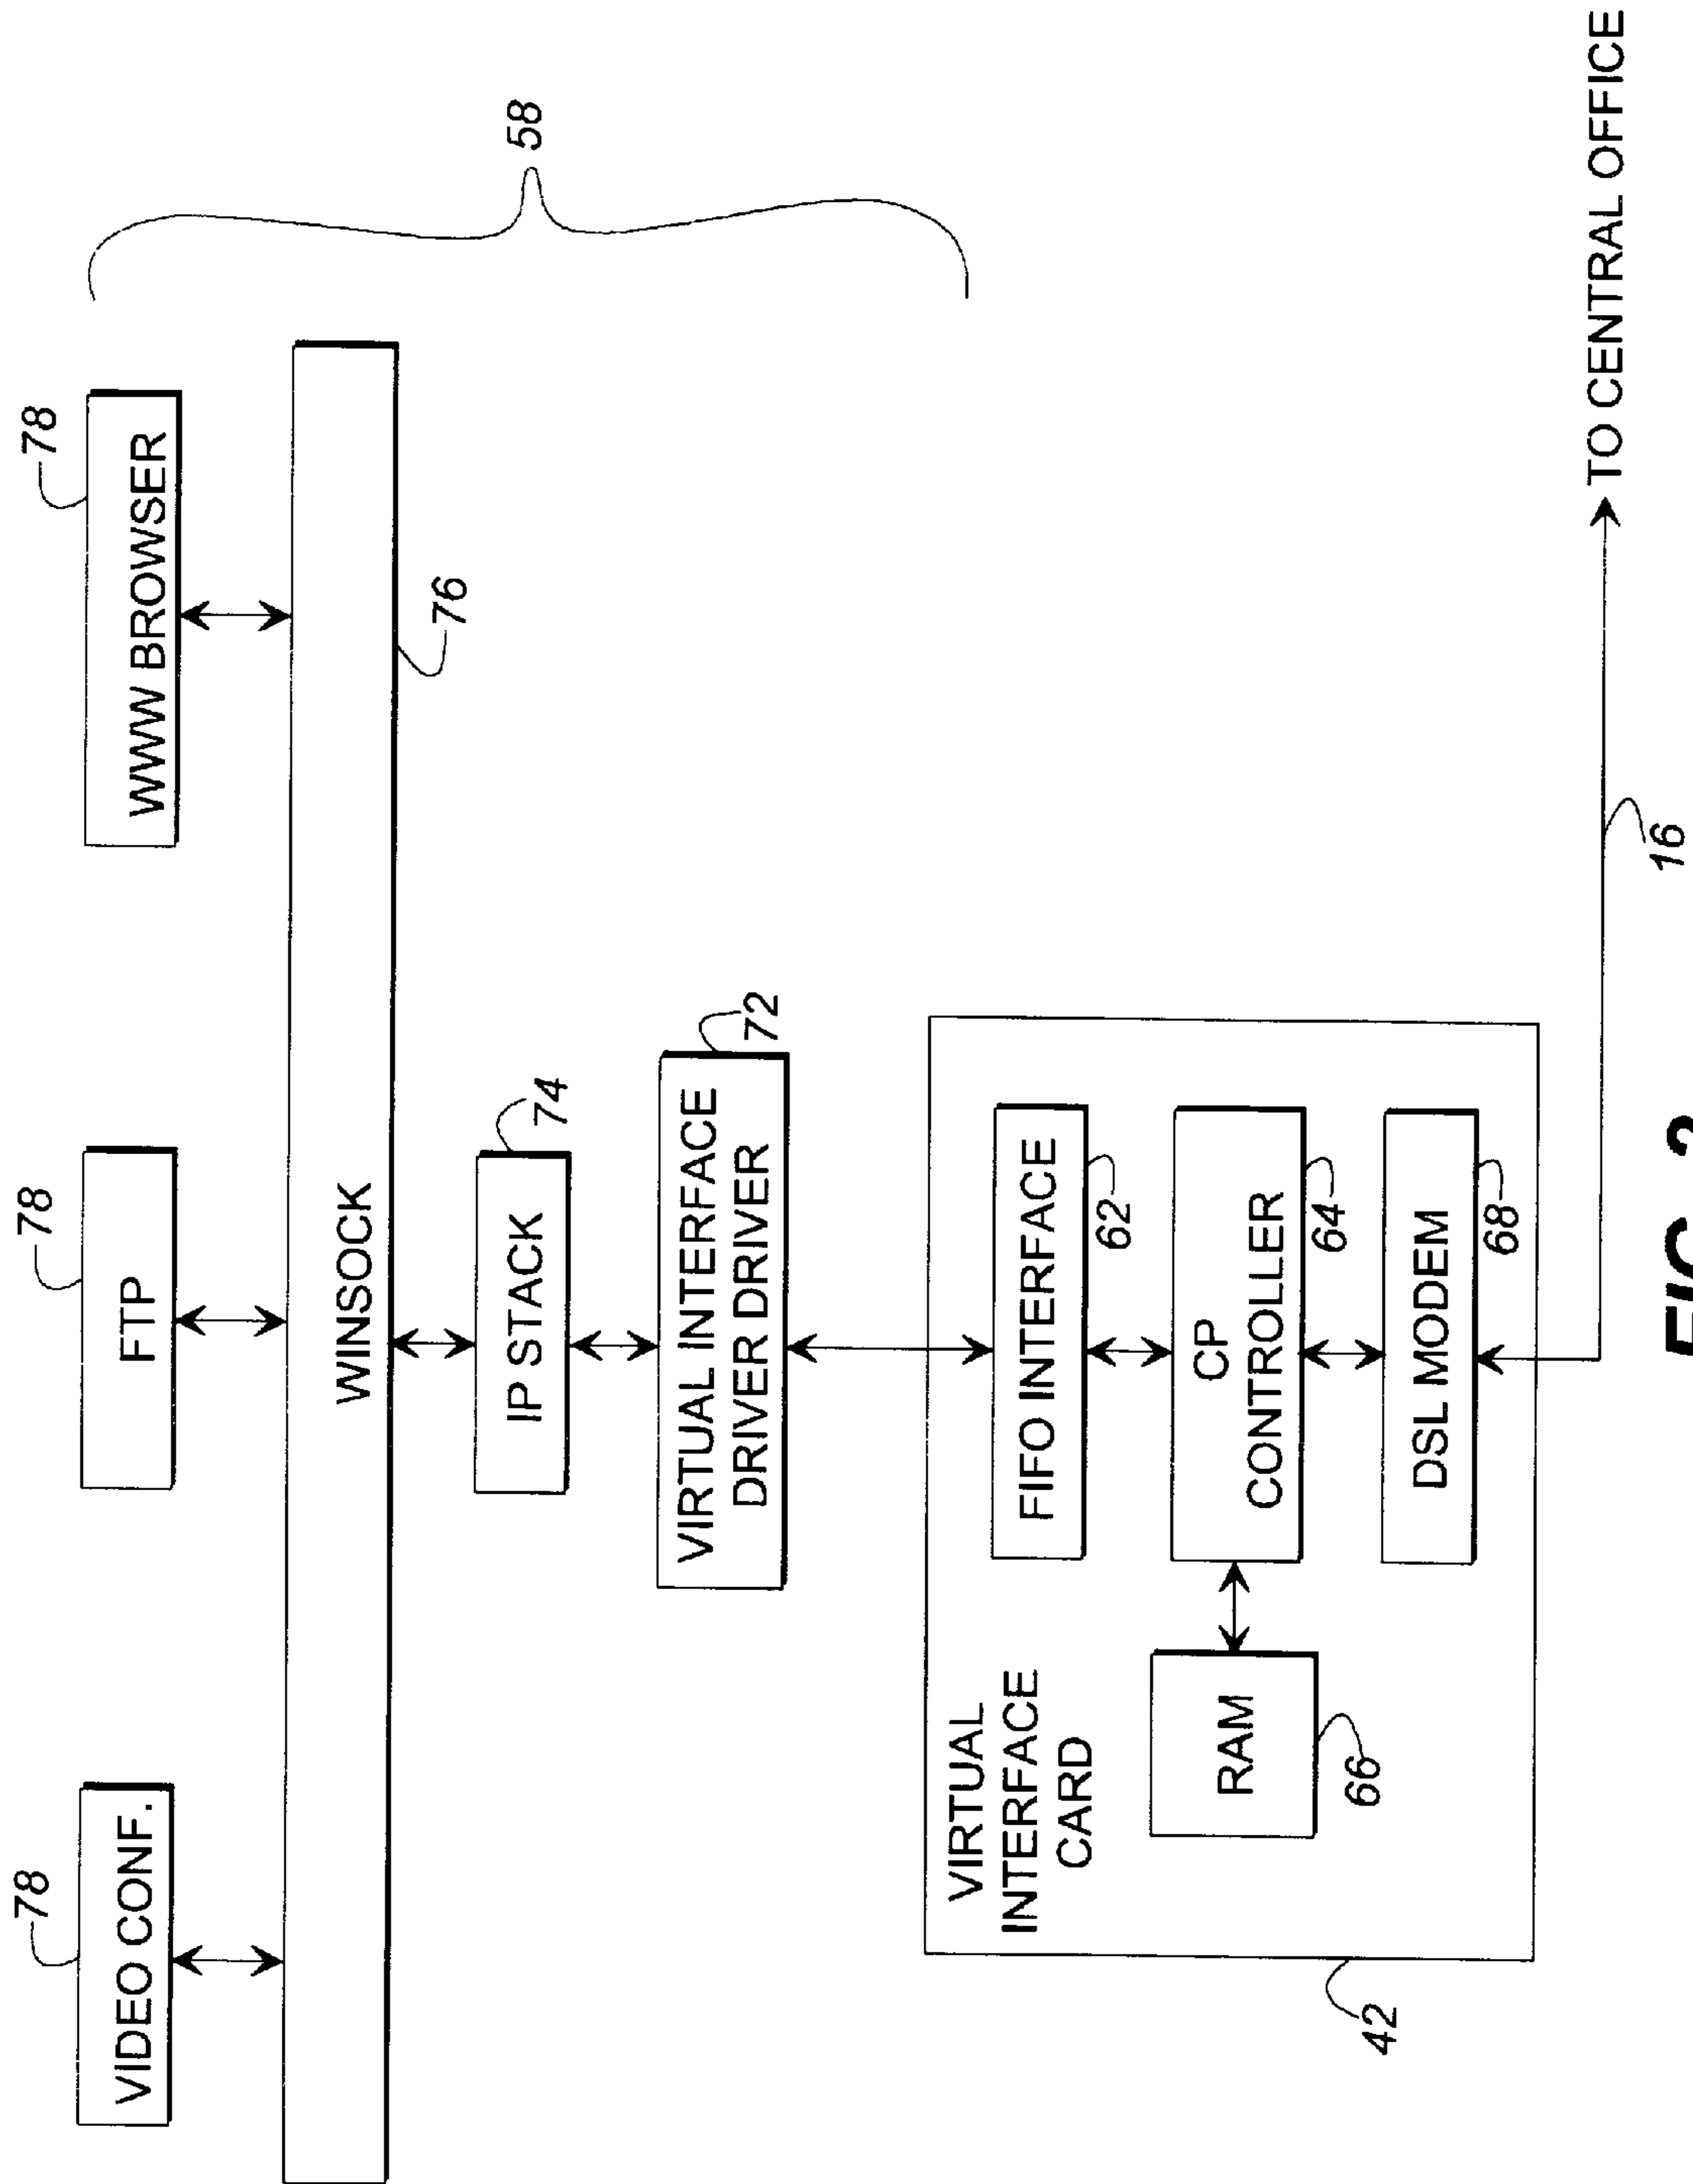 78
78
78
VIDEO CONF.
FTP
WWW BROWSER
58
WINSOCK
76
IP STACK
74
VIRTUAL INTERFACE
DRIVER DRIVER
72
VIRTUAL
INTERFACE
CARD
FIFO INTERFACE
62
CP
CONTROLLER
64
RAM
66
DSL MODEM
68
42
16
TO CENTRAL OFFICE
FIG.